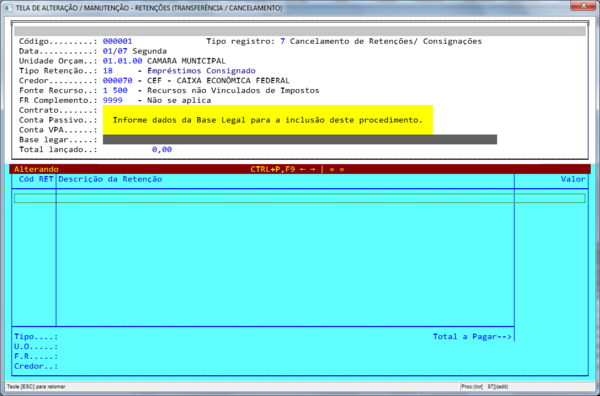 TELA DE ALTERAÇÃO / MANUTENÇÃO - RETENÇÕES (TRANSFERÊNCIA / CANCELAMENTO)
Código.........: 000001 Tipo registro: 7 Cancelamento de Retenções/ Consignações
Data...........: 01/07 Segunda
Unidade Orçam..: 01.01.00 CAMARA MUNICIPAL
Tipo Retenção..: 18 - Empréstimos Consignado
Credor.........: 000070 - CEF - CAIXA ECONÔMICA FEDERAL
Fonte Recurso..: 1 500 - Recursos não Vinculados de Impostos
FR Complemento.: 9999 - Não se aplica
Contrato.......:
Conta Passivo..: Informe dados da Base Legal para a inclusão deste procedimento.
Conta VPA......:
Base legal.....:
Total lançado..: 0,00
Alterando CTRL+P,F9 ← → | « »
Cód RET Descrição da Retenção Valor
Tipo....: Total a Pagar-->
U.O.....:
F.R.....:
Credor..:
Tecle [ESC] para retornar Proc:(tor[ 87](edit)